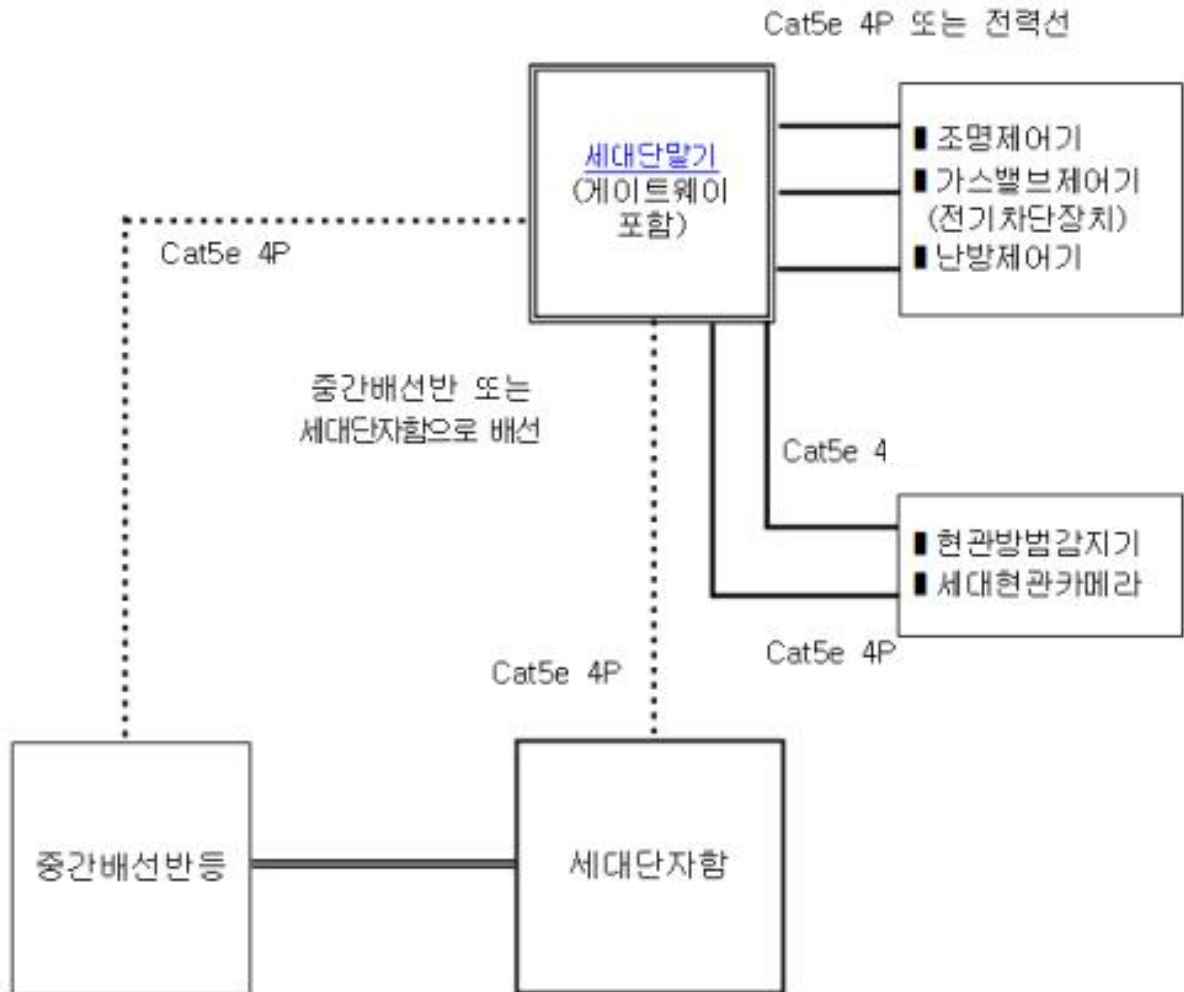 Cat5e 4P 또는 전력선
세대단말기
(게이트웨이
포함)
▮ 조명제어기
▮ 가스밸브제어기
(전기차단장치)
▮ 난방제어기
Cat5e 4P
중간배선반 또는
세대단자함으로 배선
Cat5e 4
▮ 현관방범감지기
▮ 세대현관카메라
Cat5e 4P
Cat5e 4P
중간배선반등
세대단자함